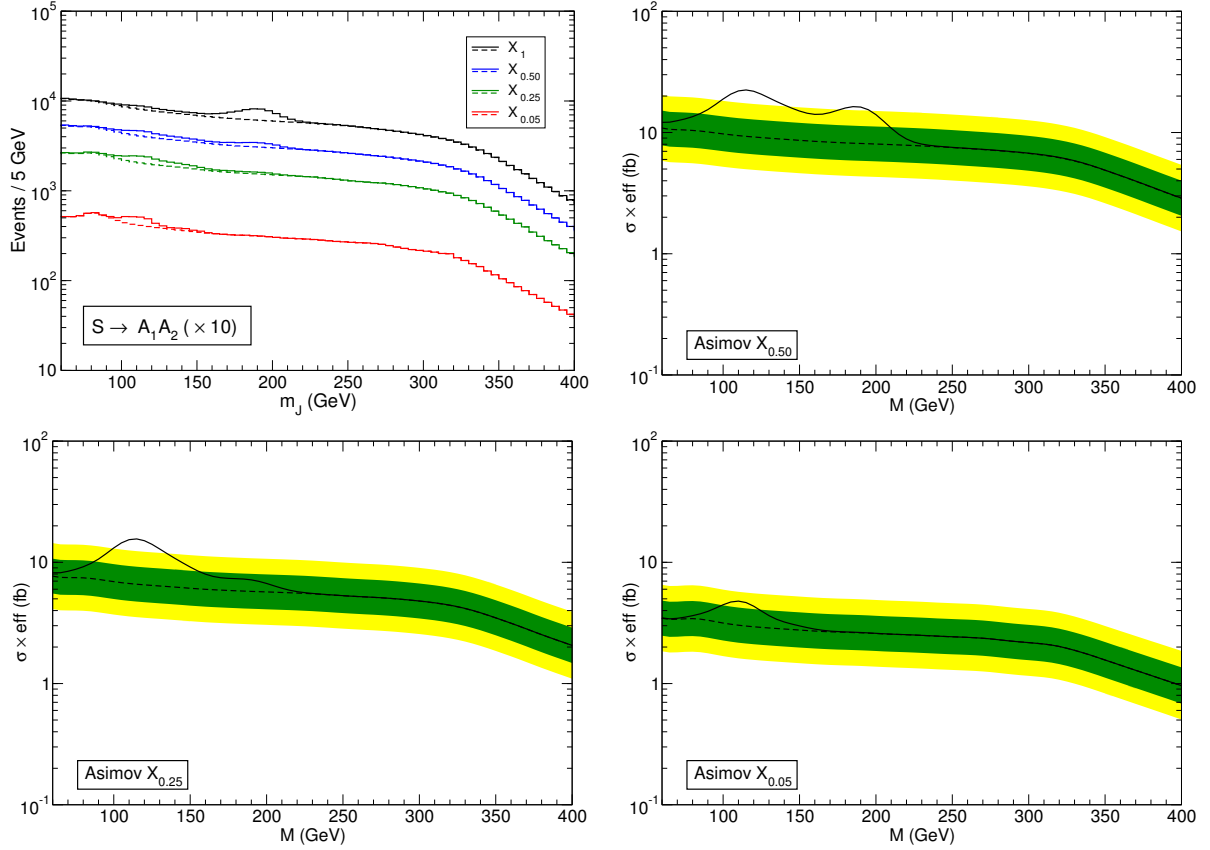 Events / 5 GeV
10^5
10^4
10^3
10^2
10
100 150 200 250 300 350 400
m_J (GeV)
X_1
X_0.50
X_0.25
X_0.05
S → A_1A_2 (× 10)
σ × eff (fb)
10^2
10
1
10^-1
100 150 200 250 300 350 400
M (GeV)
Asimov X_0.50
σ × eff (fb)
10^2
10
1
10^-1
100 150 200 250 300 350 400
M (GeV)
Asimov X_0.25
σ × eff (fb)
10^2
10
1
10^-1
100 150 200 250 300 350 400
M (GeV)
Asimov X_0.05